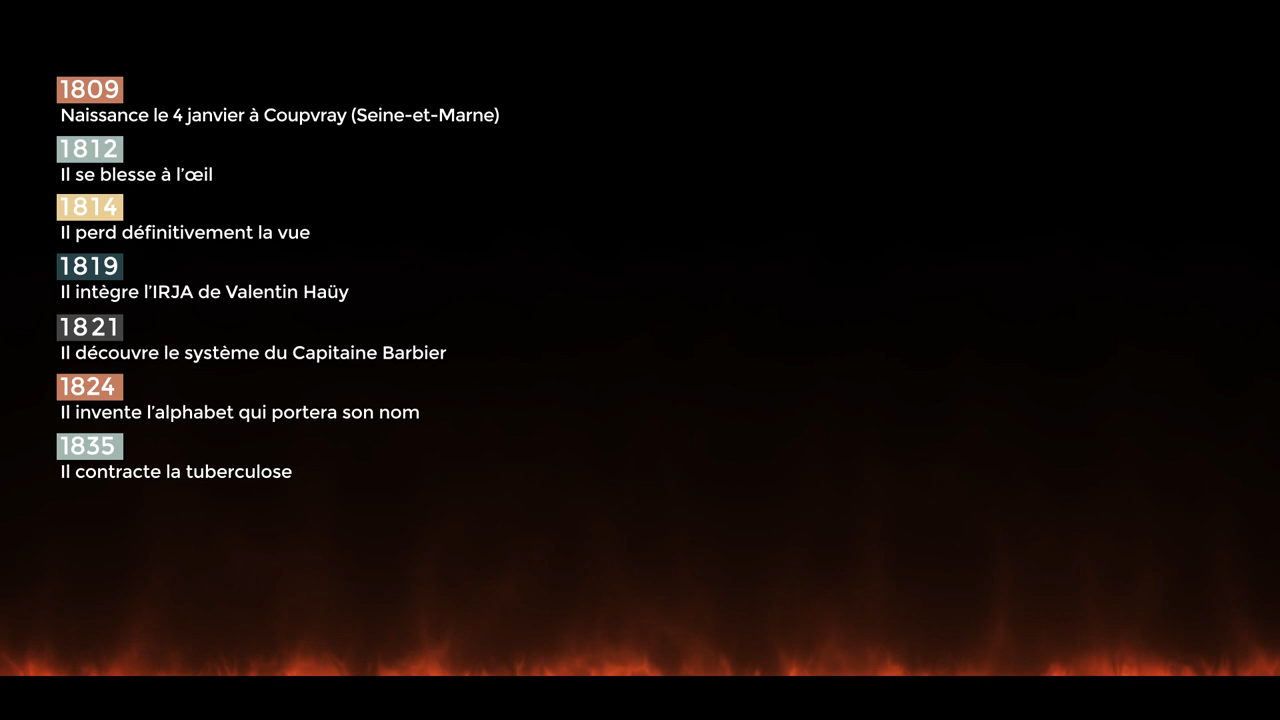 1809
Naissance le 4 janvier à Coupvray (Seine-et-Marne)
1812
Il se blesse à l’œil
1814
Il perd définitivement la vue
1819
Il intègre l’IRJA de Valentin Haüy
1821
Il découvre le système du Capitaine Barbier
1824
Il invente l’alphabet qui portera son nom
1835
Il contracte la tuberculose